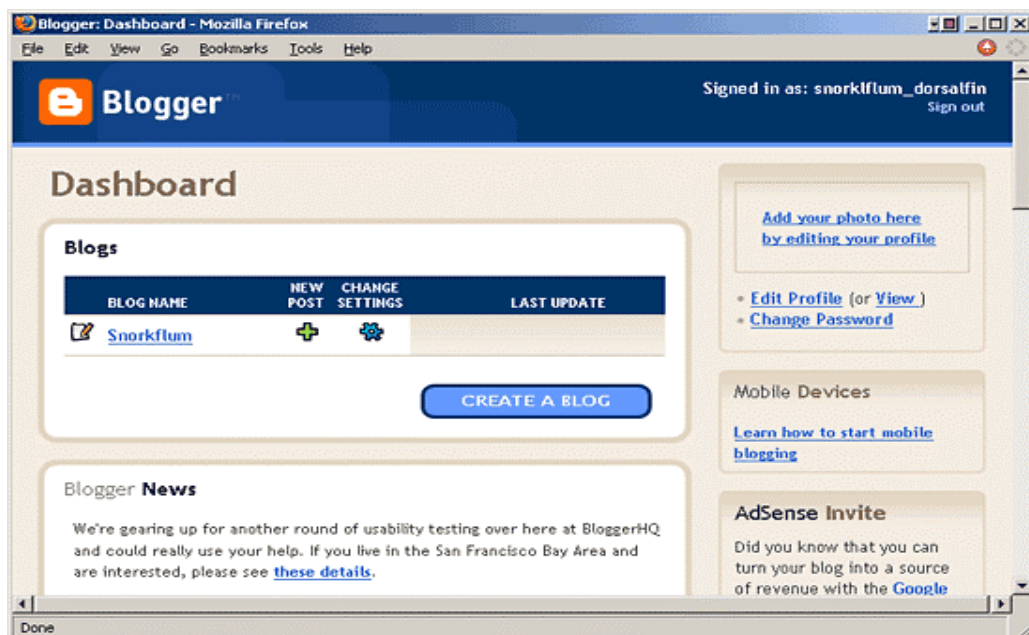 Blogger: Dashboard - Mozilla Firefox
File Edit View Go Bookmarks Tools Help
Blogger™
Signed in as: snorklflum_dorsalfin
Sign out
Dashboard
Blogs
BLOG NAME NEW POST CHANGE SETTINGS LAST UPDATE
Snorkflum
CREATE A BLOG
Blogger News
We're gearing up for another round of usability testing over here at BloggerHQ
and could really use your help. If you live in the San Francisco Bay Area and
are interested, please see these details.
Add your photo here
by editing your profile
Edit Profile (or View )
Change Password
Mobile Devices
Learn how to start mobile
blogging
AdSense Invite
Did you know that you can
turn your blog into a source
of revenue with the Google
Done